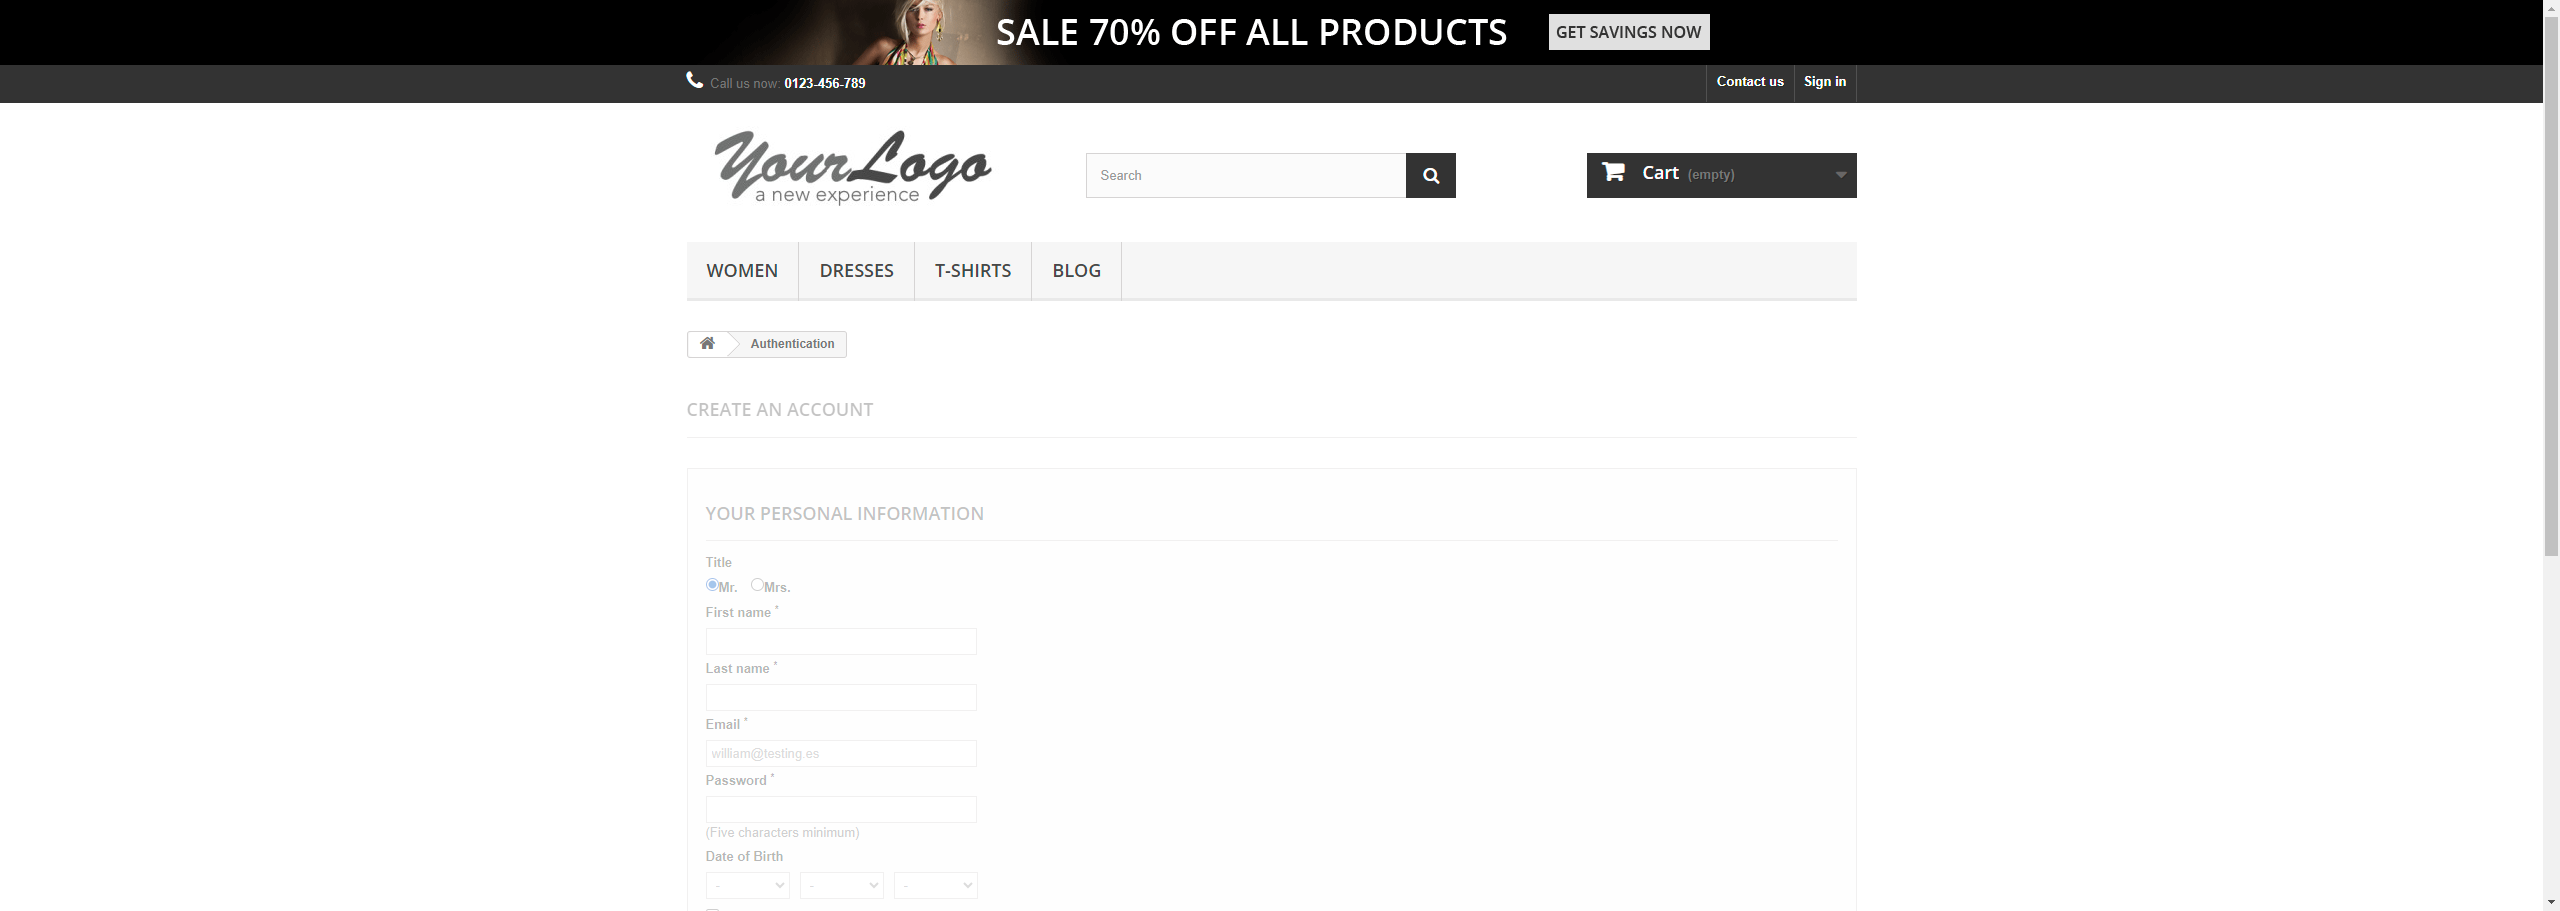 SALE 70% OFF ALL PRODUCTS
GET SAVINGS NOW
Call us now: 0123-456-789
Contact us
Sign in
Your Logo
a new experience
Search
Cart (empty)
WOMEN
DRESSES
T-SHIRTS
BLOG
Authentication
CREATE AN ACCOUNT
YOUR PERSONAL INFORMATION
Title
Mr.
Mrs.
First name *
Last name *
Email *
william@testing.es
Password *
(Five characters minimum)
Date of Birth
-
-
-